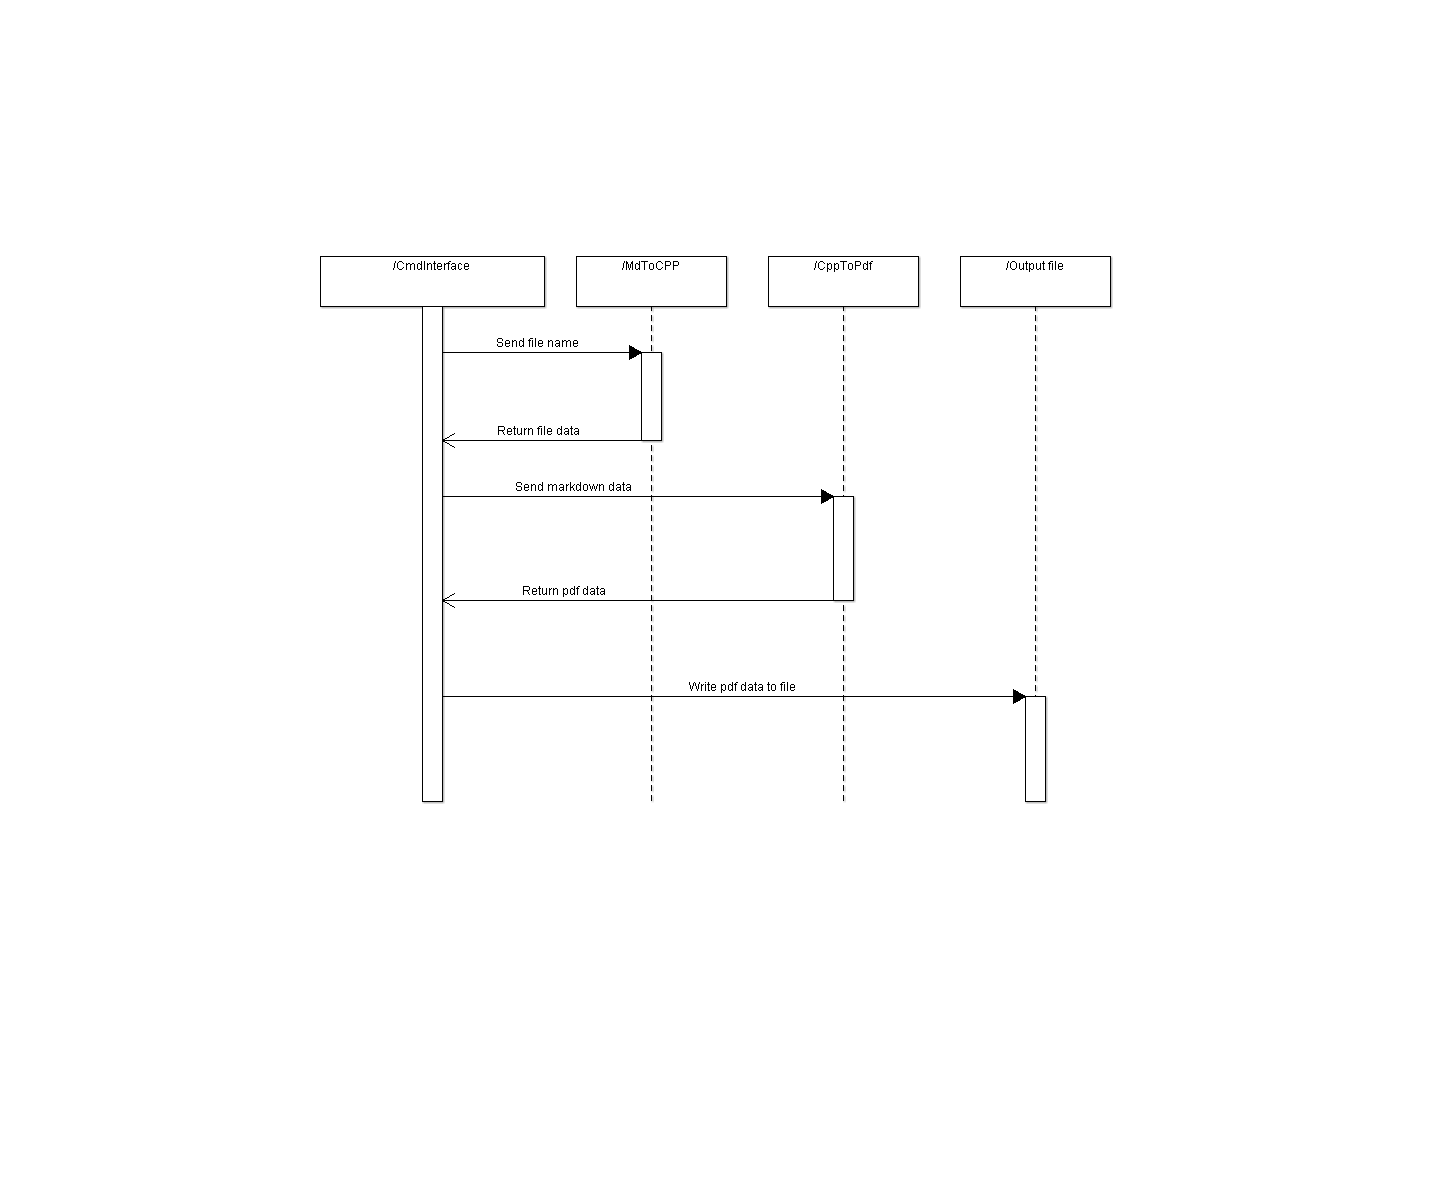 /CmdInterface
/MdToCPP
/CppToPdf
/Output file
Send file name
Return file data
Send markdown data
Return pdf data
Write pdf data to file